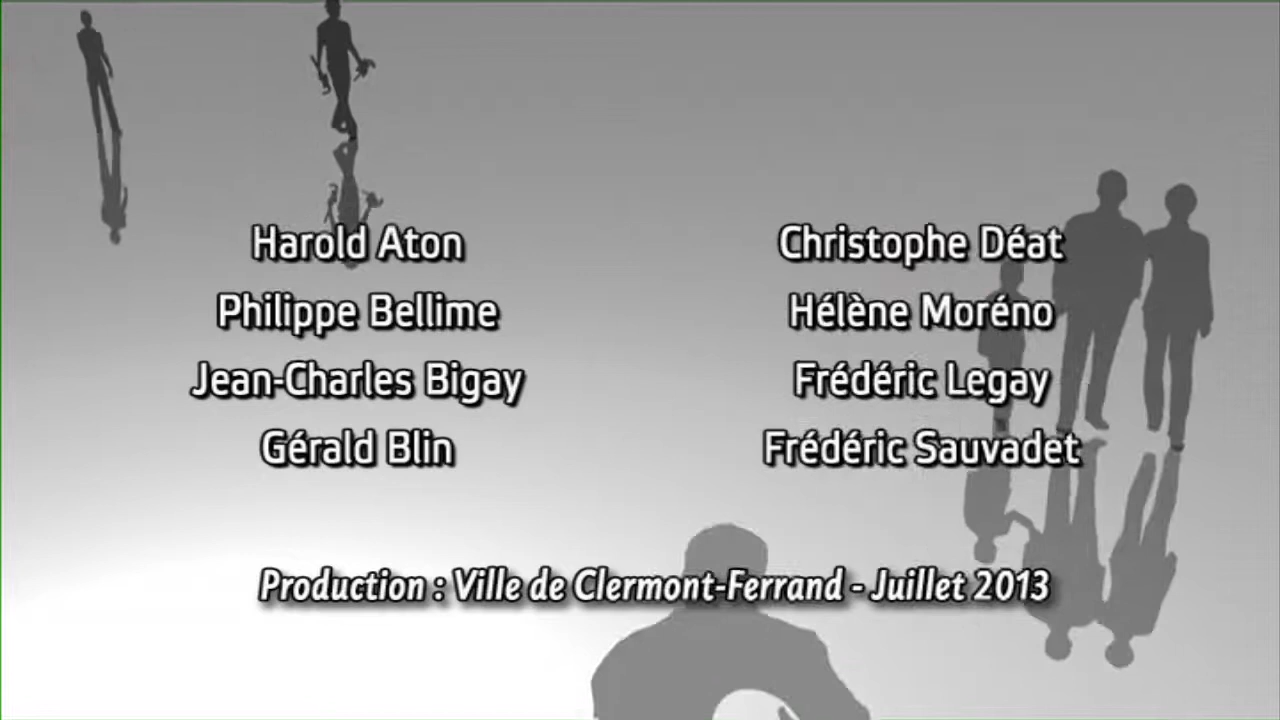 Harold Aton
Philippe Bellime
Jean-Charles Bigay
Gérald Blin
Christophe Déat
Hélène Moréno
Frédéric Legay
Frédéric Sauvadet
Production : Ville de Clermont-Ferrand - Juillet 2013